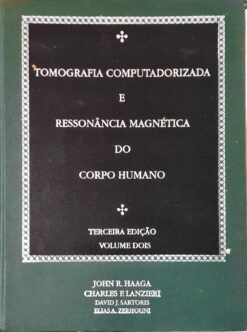 TOMOGRAFIA COMPUTADORIZADA
E
RESSONÂNCIA MAGNÉTICA
DO
CORPO HUMANO
TERCEIRA EDIÇÃO
VOLUME DOIS
JOHN R. HAAGA
CHARLES F. LANZIERI
DAVID J. SARTORIS
ELIAS A. ZERHOUNI